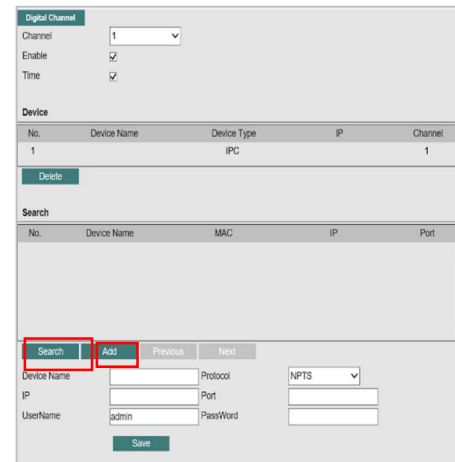 Digital Channel
Channel 1
Enable
Time
Device
No. Device Name Device Type IP Channel
1 IPC 1
Delete
Search
No. Device Name MAC IP Port
Search Add Previous Next
Device Name Protocol NPTS
IP Port
UserName admin PassWord
Save